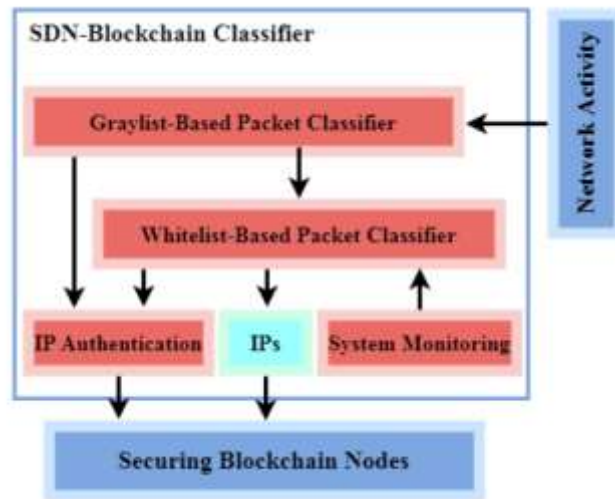 SDN-Blockchain Classifier
Graylist-Based Packet Classifier
Network Activity
Whitelist-Based Packet Classifier
IP Authentication
IPs
System Monitoring
Securing Blockchain Nodes